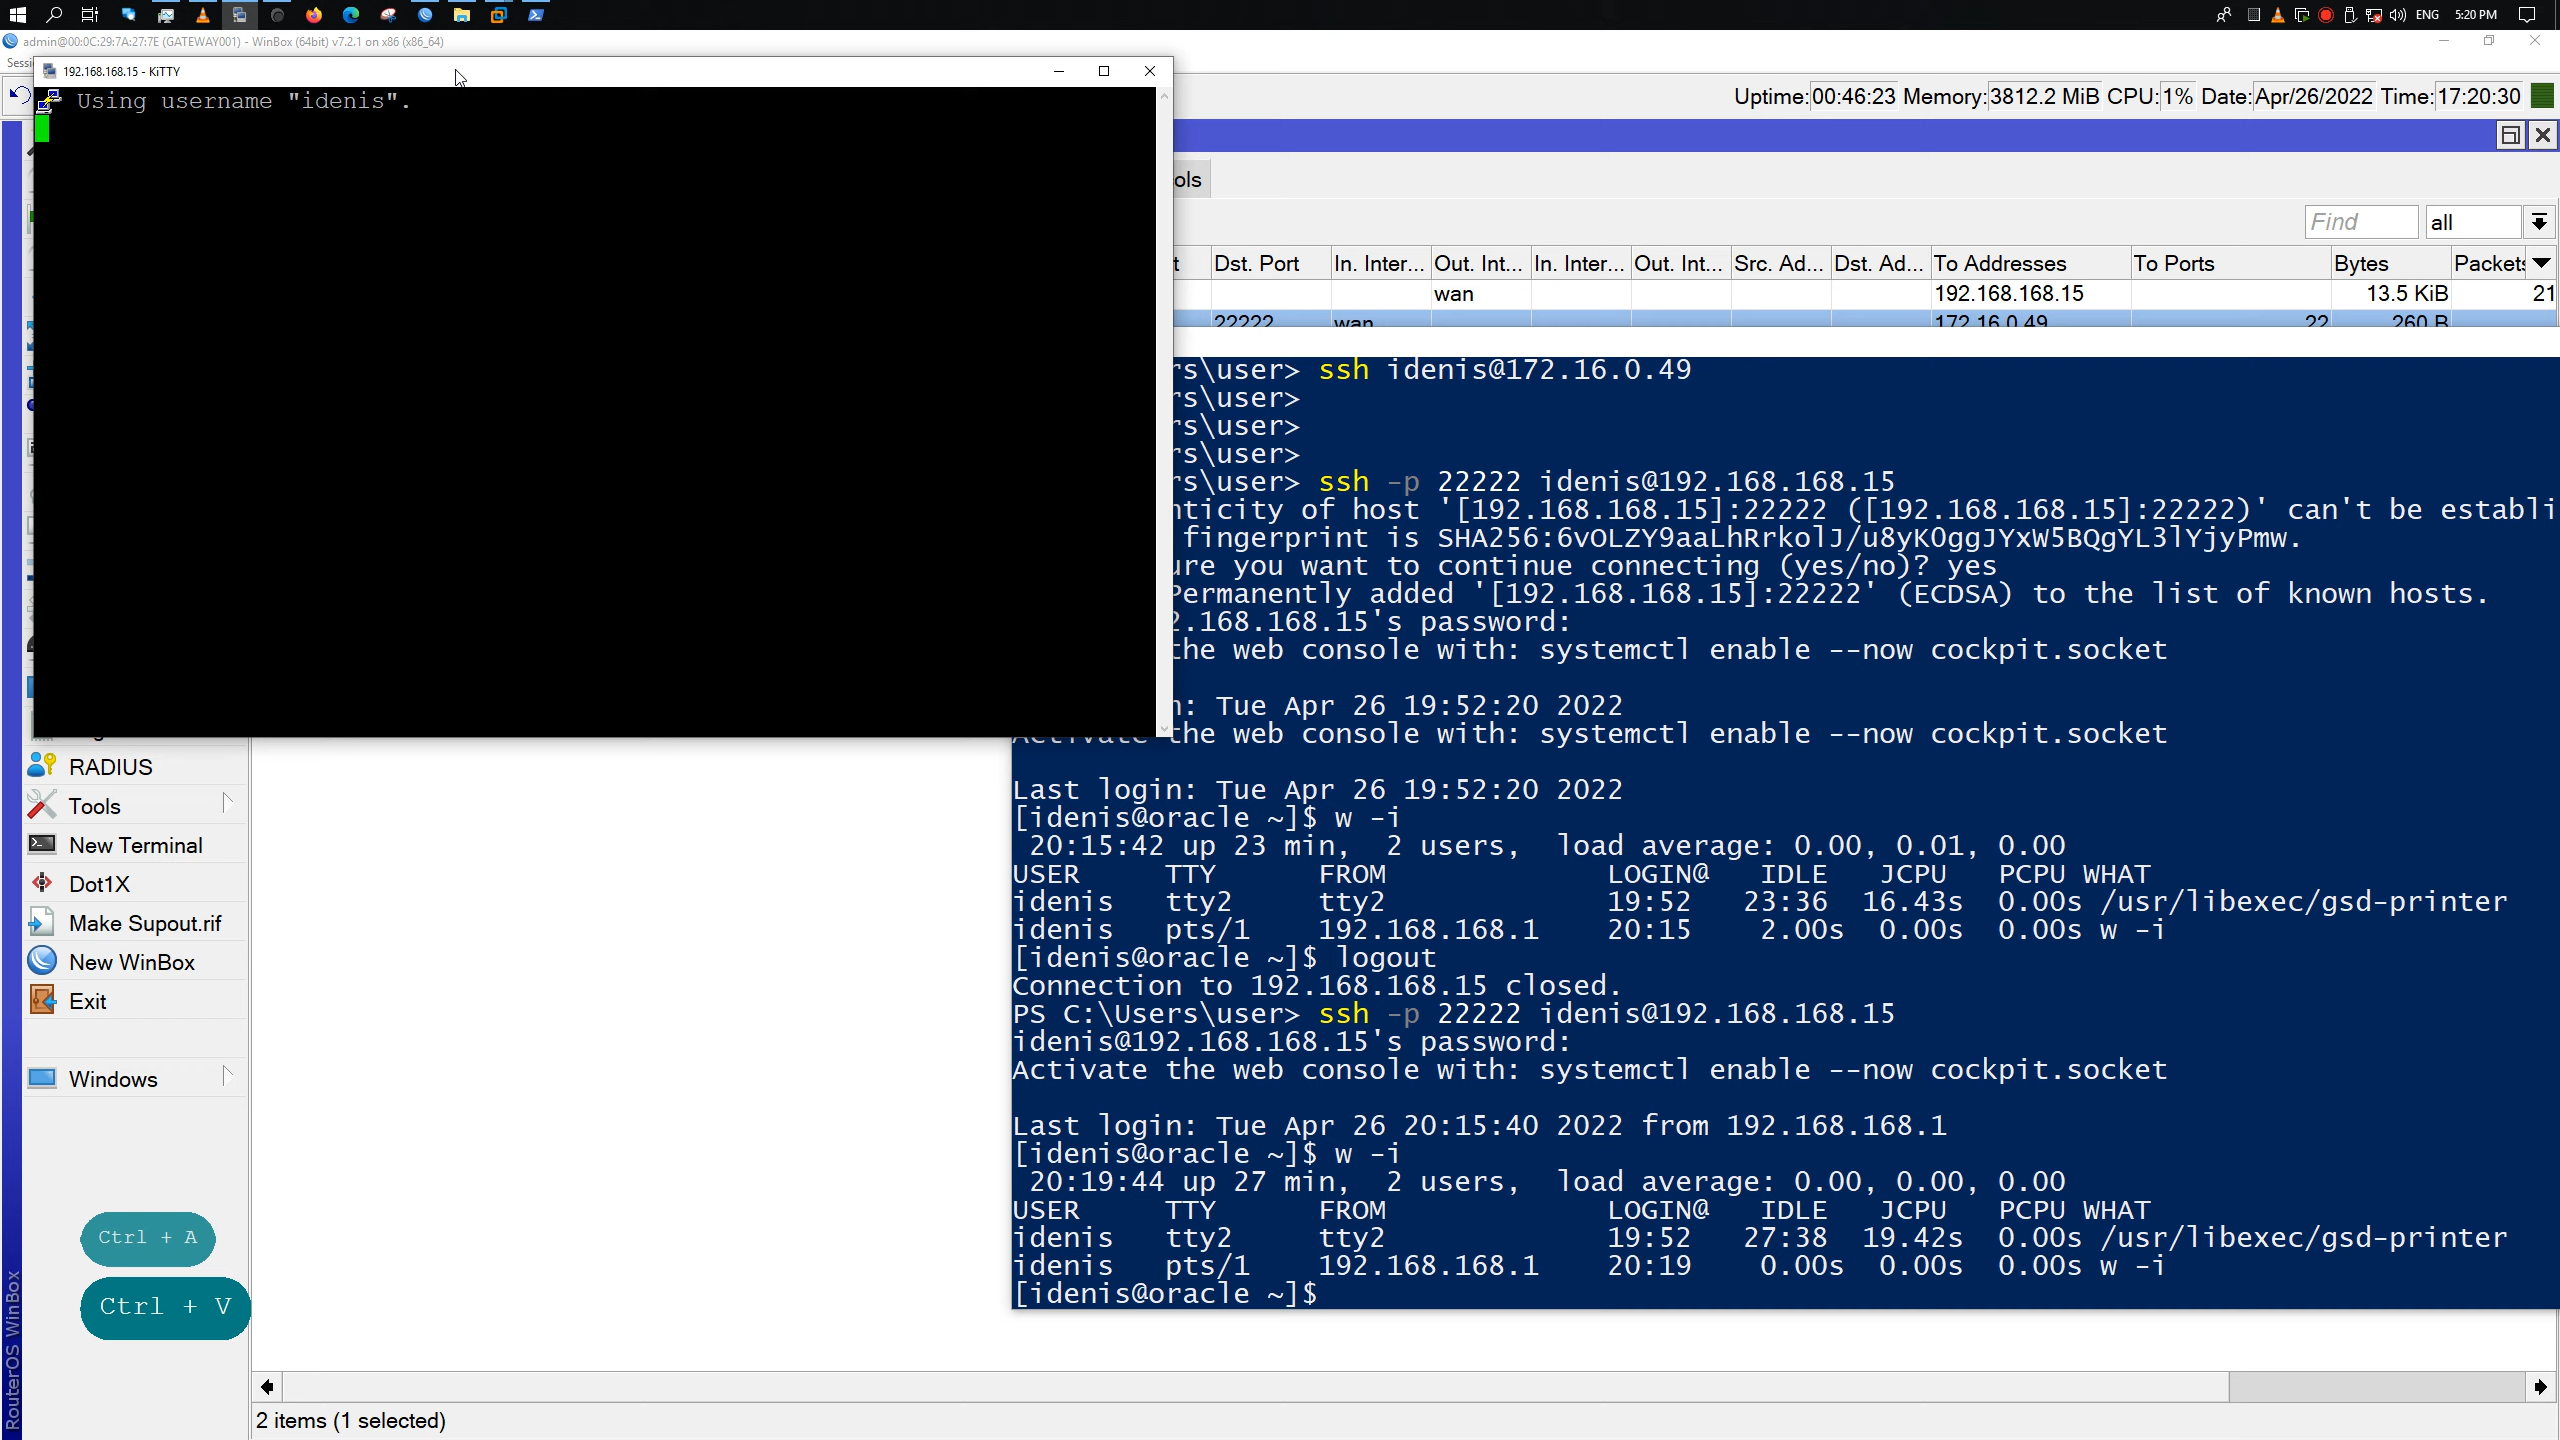 ENG 5:20 PM
admin@00:0C:29:7A:27:7E (GATEWAY001) - WinBox (64bit) v7.2.1 on x86 (x86_64)
192.168.168.15 - KiTTY
Using username "idenis".
Uptime: 00:46:23 Memory: 3812.2 MiB CPU: 1% Date: Apr/26/2022 Time: 17:20:30
ols
Find all
t Dst. Port In. Inter... Out. Int... In. Inter... Out. Int... Src. Ad... Dst. Ad... To Addresses To Ports Bytes Packets
wan 192.168.168.15 13.5 KiB 21
22222 wan 172.16.0.49 22 260 B
rs\user> ssh idenis@172.16.0.49
rs\user>
rs\user>
rs\user>
rs\user> ssh -p 22222 idenis@192.168.168.15
nticity of host '[192.168.168.15]:22222 ([192.168.168.15]:22222)' can't be establi
fingerprint is SHA256:6vOLZY9aaLhRrkolJ/u8yKOggJYxW5BQgYL3lYjyPmw.
ure you want to continue connecting (yes/no)? yes
Permanently added '[192.168.168.15]:22222' (ECDSA) to the list of known hosts.
2.168.168.15's password:
the web console with: systemctl enable --now cockpit.socket
n: Tue Apr 26 19:52:20 2022
Activate the web console with: systemctl enable --now cockpit.socket
Last login: Tue Apr 26 19:52:20 2022
[idenis@oracle ~]$ w -i
20:15:42 up 23 min, 2 users, load average: 0.00, 0.01, 0.00
USER TTY FROM LOGIN@ IDLE JCPU PCPU WHAT
idenis tty2 tty2 19:52 23:36 16.43s 0.00s /usr/libexec/gsd-printer
idenis pts/1 192.168.168.1 20:15 2.00s 0.00s 0.00s w -i
[idenis@oracle ~]$ logout
Connection to 192.168.168.15 closed.
PS C:\Users\user> ssh -p 22222 idenis@192.168.168.15
idenis@192.168.168.15's password:
Activate the web console with: systemctl enable --now cockpit.socket
Last login: Tue Apr 26 20:15:40 2022 from 192.168.168.1
[idenis@oracle ~]$ w -i
20:19:44 up 27 min, 2 users, load average: 0.00, 0.00, 0.00
USER TTY FROM LOGIN@ IDLE JCPU PCPU WHAT
idenis tty2 tty2 19:52 27:38 19.42s 0.00s /usr/libexec/gsd-printer
idenis pts/1 192.168.168.1 20:19 0.00s 0.00s 0.00s w -i
[idenis@oracle ~]$
RADIUS
Tools
New Terminal
Dot1X
Make Supout.rif
New WinBox
Exit
Windows
Ctrl + A
Ctrl + V
RouterOS WinBox
2 items (1 selected)